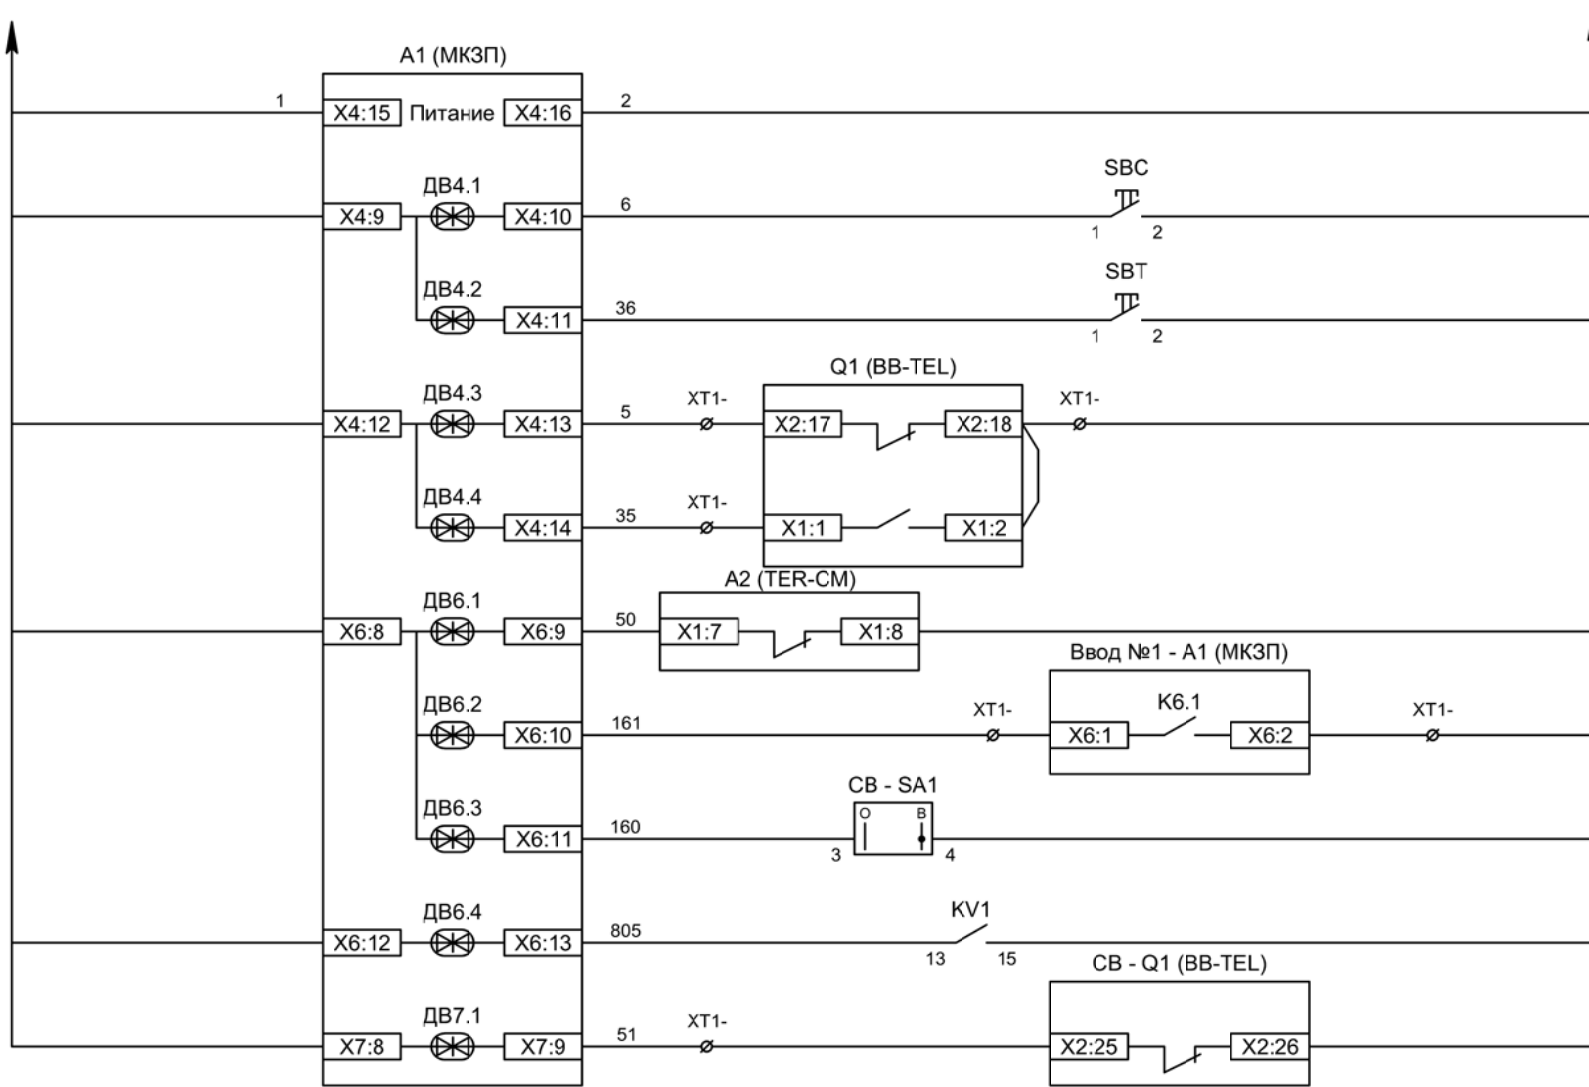 А1 (МКЗП)
1 X4:15 Питание X4:16 2
ДВ4.1 SBC
X4:9 X4:10 6
1 2
ДВ4.2 SBT
X4:11 36
1 2
Q1 (BB-TEL)
ДВ4.3 XT1- XT1-
X4:12 X4:13 5 X2:17 X2:18
ДВ4.4 XT1-
X4:14 35 X1:1 X1:2
A2 (TER-CM)
ДВ6.1
X6:8 X6:9 50 X1:7 X1:8
Ввод №1 - А1 (МКЗП)
ДВ6.2 XT1- K6.1 XT1-
X6:10 161 X6:1 X6:2
СВ - SA1
ДВ6.3 О В
X6:11 160
3 4
ДВ6.4 KV1
X6:12 X6:13 805
13 15
СВ - Q1 (BB-TEL)
ДВ7.1 XT1-
X7:8 X7:9 51 X2:25 X2:26